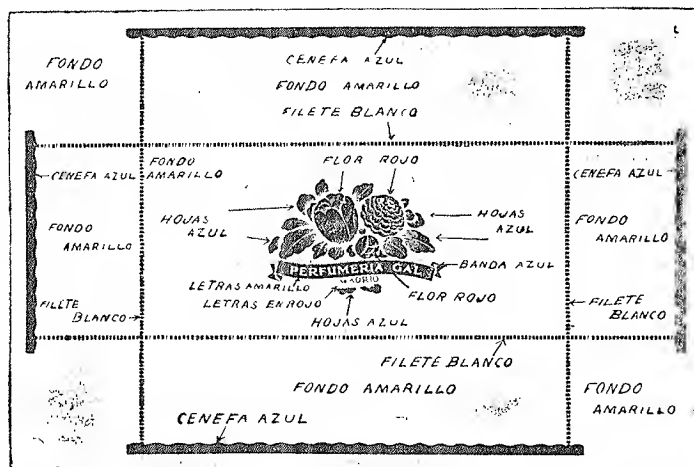 FONDO
AMARILLO
CENEFA AZUL
FONDO AMARILLO
FILETE BLANCO
CENEFA AZUL
FONDO
AMARILLO
FLOR ROJO
CENEFA AZUL
HOJAS
AZUL
HOJAS
AZUL
FONDO
AMARILLO
FONDO
AMARILLO
PERFUMERIA GAL
MADRID
BANDA AZUL
LETRAS AMARILLO
LETRAS EN ROJO
FLOR ROJO
HOJAS AZUL
FILETE
BLANCO
FILETE
BLANCO
FILETE BLANCO
FONDO AMARILLO
FONDO
AMARILLO
CENEFA AZUL